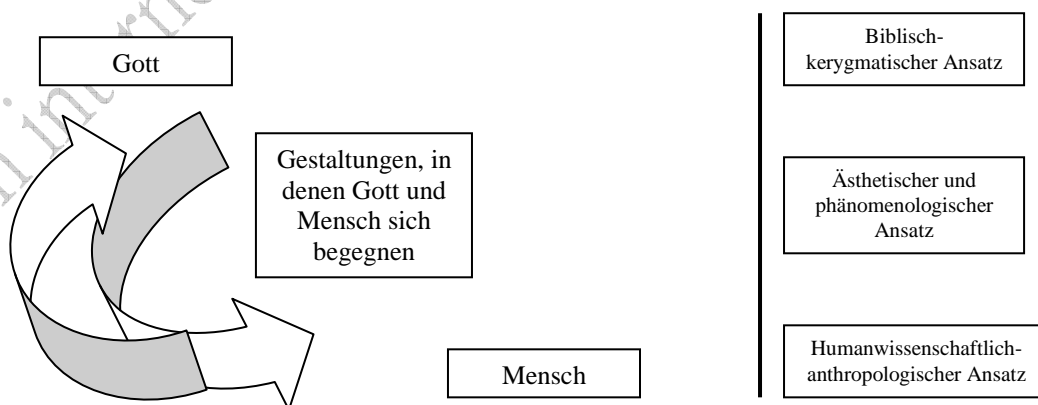 Gott
Gestaltungen, in
denen Gott und
Mensch sich
begegnen
Mensch
Biblisch-
kerygmatischer Ansatz
Ästhetischer und
phänomenologischer
Ansatz
Humanwissenschaftlich-
anthropologischer Ansatz